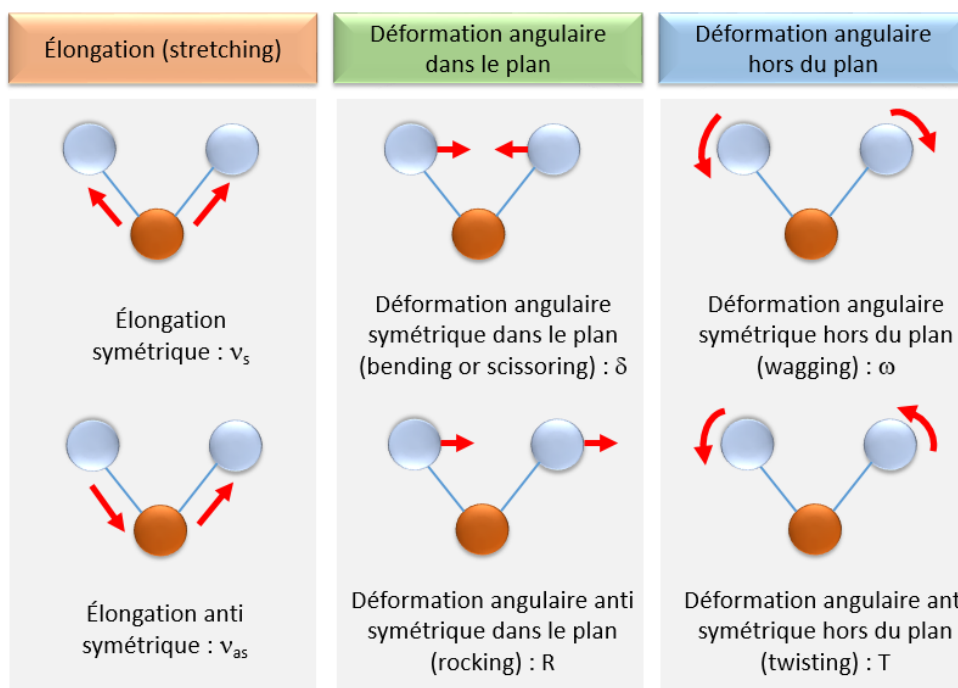 Élongation (stretching)
Déformation angulaire
dans le plan
Déformation angulaire
hors du plan
Élongation
symétrique : νs
Déformation angulaire
symétrique dans le plan
(bending or scissoring) : δ
Déformation angulaire
symétrique hors du plan
(wagging) : ω
Élongation anti
symétrique : νas
Déformation angulaire anti
symétrique dans le plan
(rocking) : R
Déformation angulaire anti
symétrique hors du plan
(twisting) : T